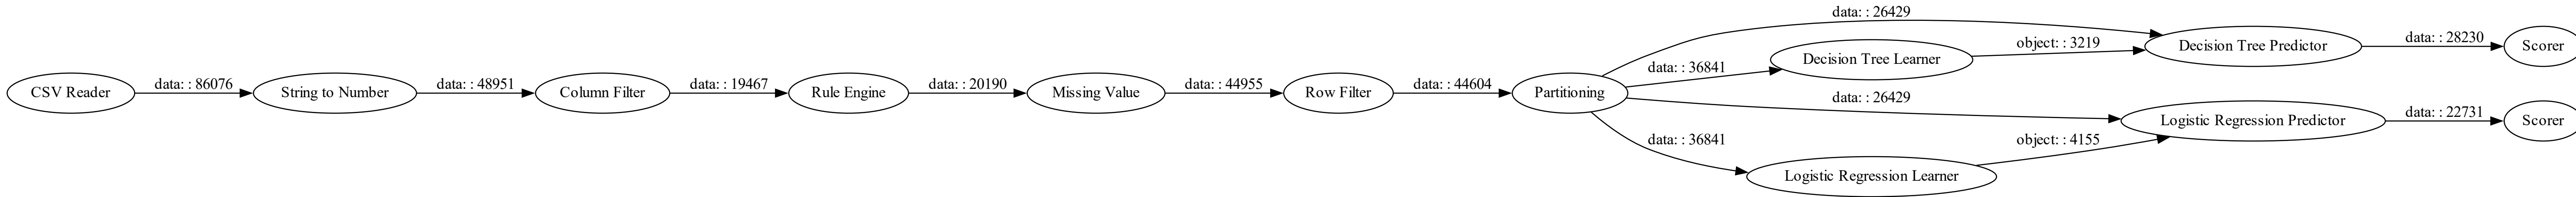 CSV Reader
data: : 86076
String to Number
data: : 48951
Column Filter
data: : 19467
Rule Engine
data: : 20190
Missing Value
data: : 44955
Row Filter
data: : 44604
Partitioning
data: : 26429
data: : 36841
Decision Tree Learner
object: : 3219
Decision Tree Predictor
data: : 28230
Scorer
data: : 26429
data: : 36841
Logistic Regression Learner
object: : 4155
Logistic Regression Predictor
data: : 22731
Scorer